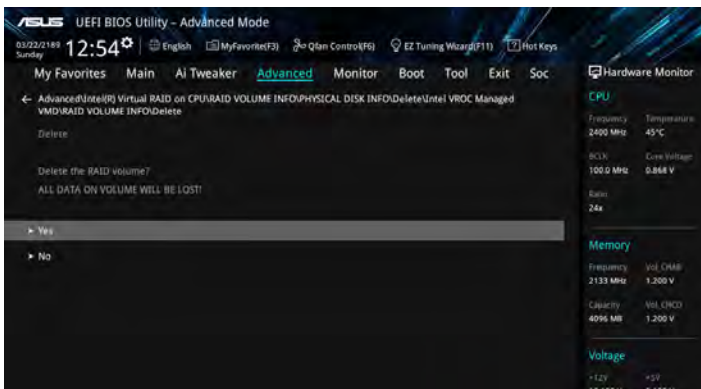 ASUS UEFI BIOS Utility – Advanced Mode
03/22/2189 Sunday 12:54 English MyFavorite(F3) Qfan Control(F6) EZ Tuning Wizard(F11) Hot Keys
My Favorites Main Ai Tweaker Advanced Monitor Boot Tool Exit Soc
Advanced\Intel(R) Virtual RAID on CPU\RAID VOLUME INFO\PHYSICAL DISK INFO\Delete\Intel VROC Managed
VMD\RAID VOLUME INFO\Delete
Delete
Delete the RAID volume?
ALL DATA ON VOLUME WILL BE LOST!
Yes
No
Hardware Monitor
CPU
Frequency Temperature
2400 MHz 45°C
BCLK Core Voltage
100.0 MHz 0.868 V
Ratio
24x
Memory
Frequency Vol_CHAB
2133 MHz 1.200 V
Capacity Vol_CHCD
4096 MB 1.200 V
Voltage
+12V +5V